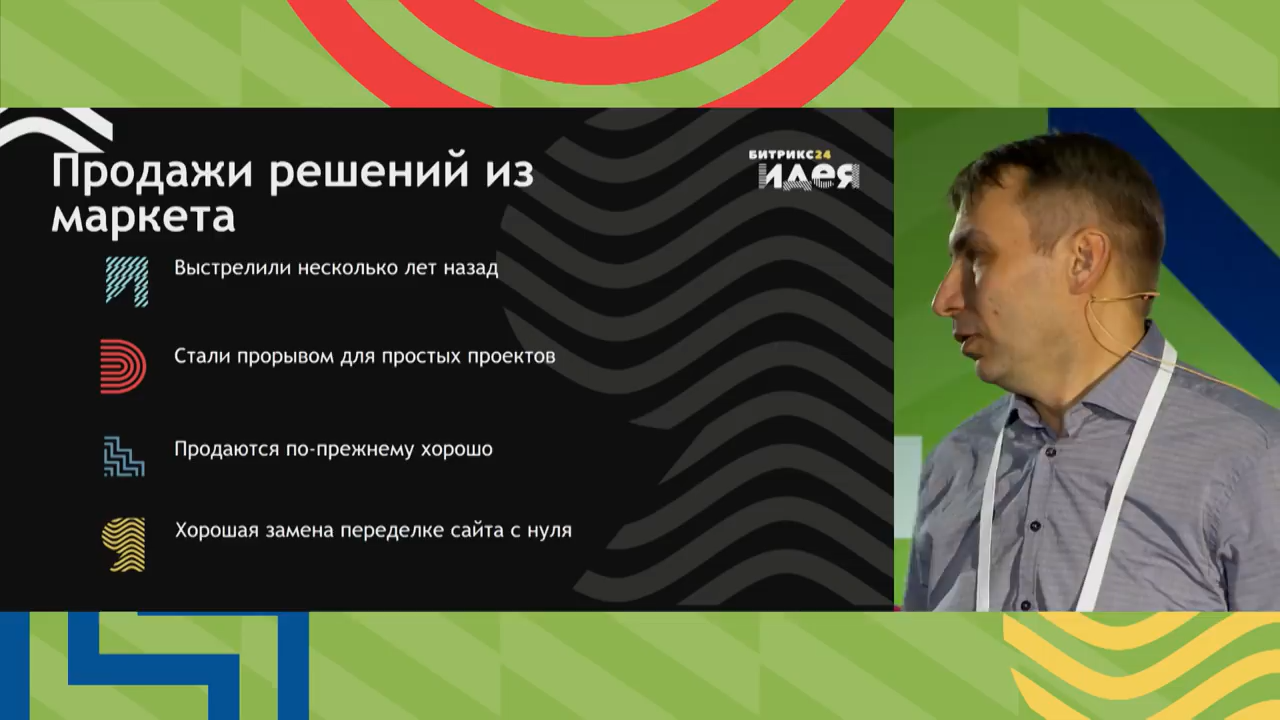 Продажи решений из
маркета
БИТРИКС24
идея
Выстрелили несколько лет назад
Стали прорывом для простых проектов
Продаются по-прежнему хорошо
Хорошая замена переделке сайта с нуля